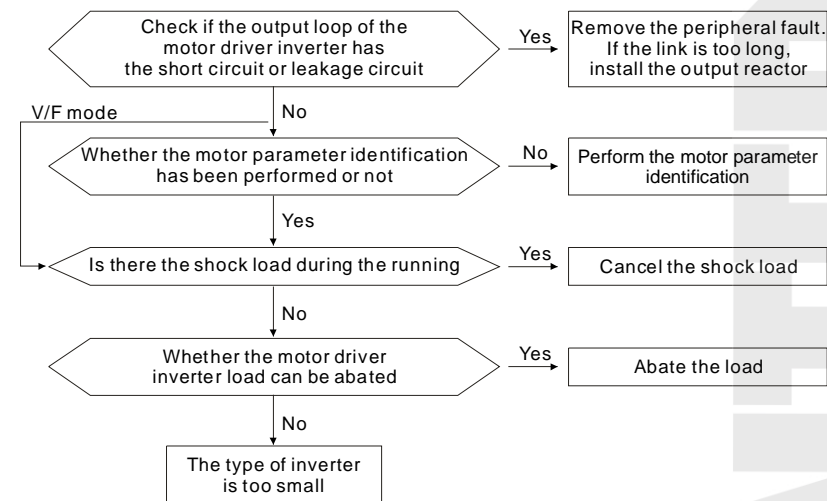 Check if the output loop of the
motor driver inverter has
the short circuit or leakage circuit
Yes
Remove the peripheral fault.
If the link is too long,
install the output reactor
V/F mode
No
Whether the motor parameter identification
has been performed or not
No
Perform the motor parameter
identification
Yes
Is there the shock load during the running
Yes
Cancel the shock load
No
Whether the motor driver
inverter load can be abated
Yes
Abate the load
No
The type of inverter
is too small